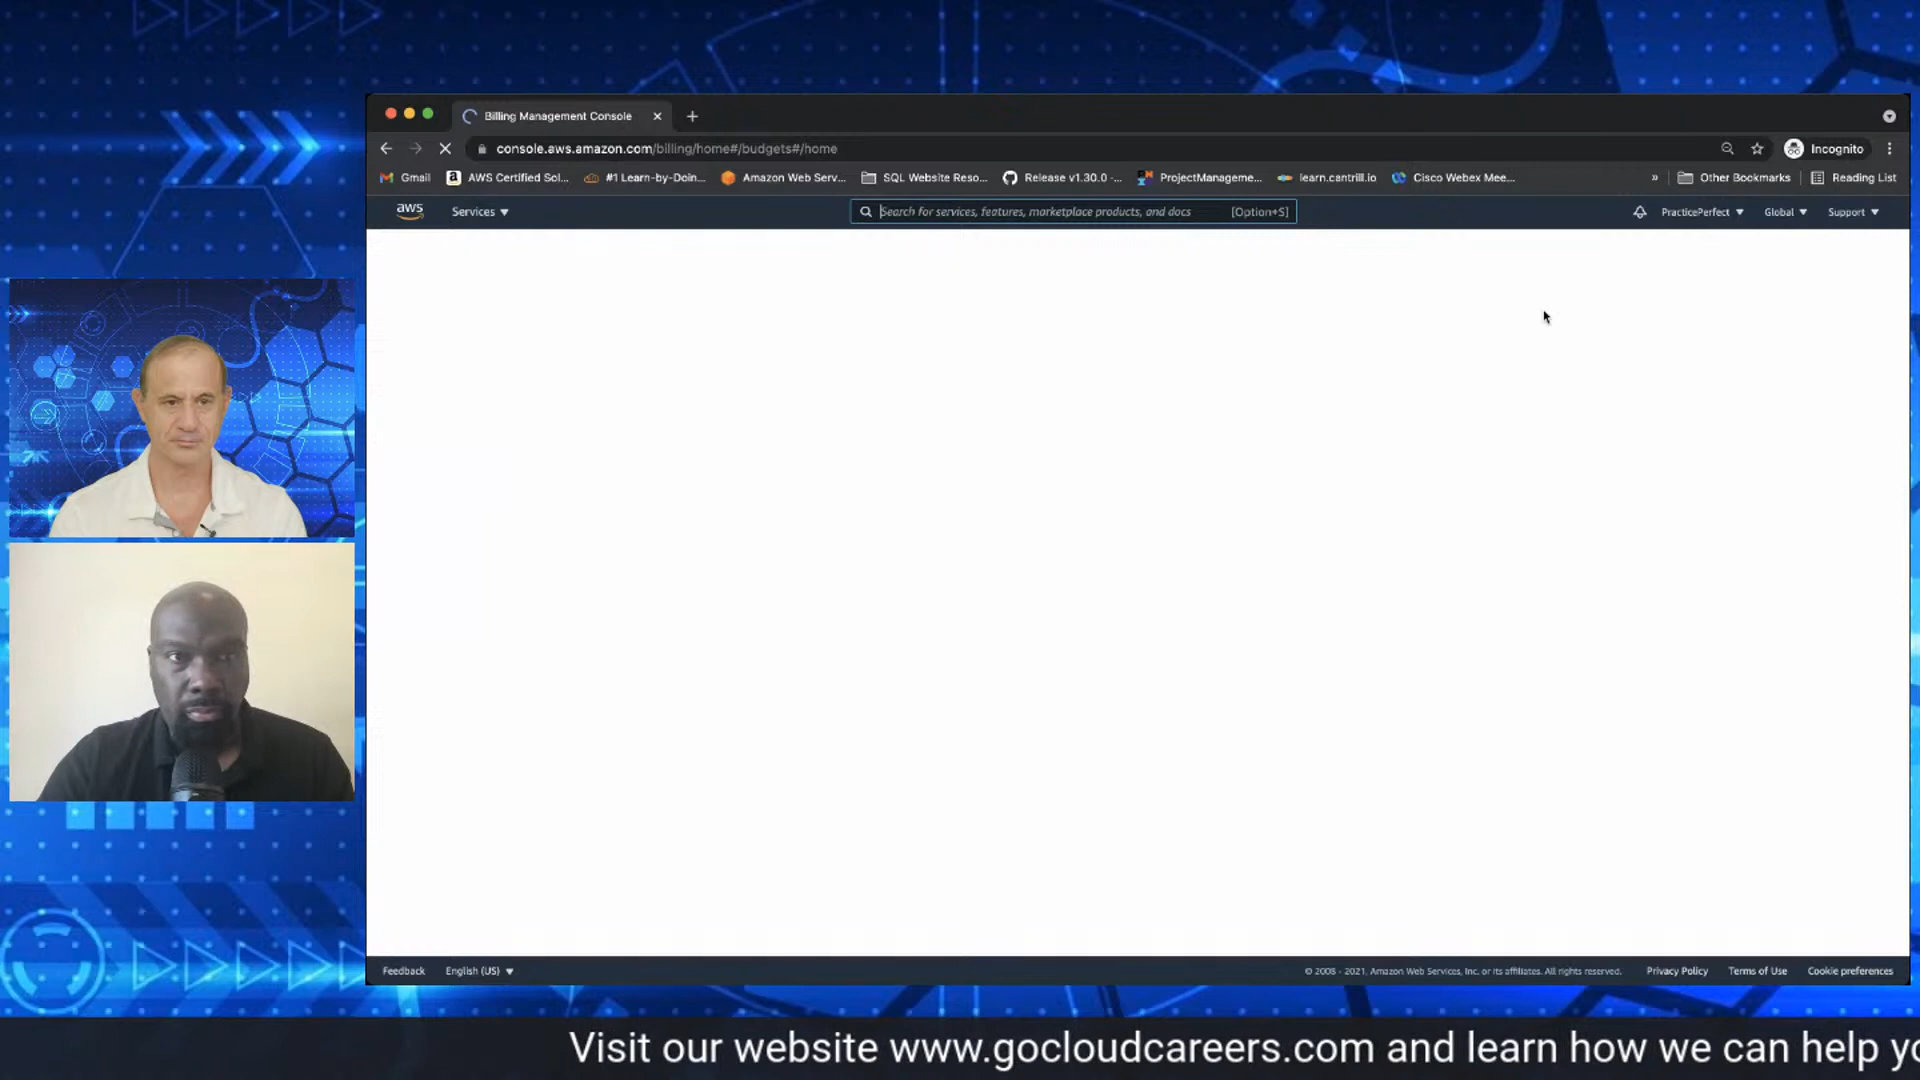 Billing Management Console
console.aws.amazon.com/billing/home#/budgets#/home
Incognito
Gmail
AWS Certified Sol...
#1 Learn-by-Doin...
Amazon Web Serv...
SQL Website Reso...
Release v1.30.0 -...
ProjectManageme...
learn.cantrill.io
Cisco Webex Mee...
»
Other Bookmarks
Reading List
aws
Services
Search for services, features, marketplace products, and docs
[Option+S]
PracticePerfect
Global
Support
Feedback
English (US)
© 2008 - 2021, Amazon Web Services, Inc. or its affiliates. All rights reserved.
Privacy Policy
Terms of Use
Cookie preferences
Visit our website www.gocloudcareers.com and learn how we can help yo